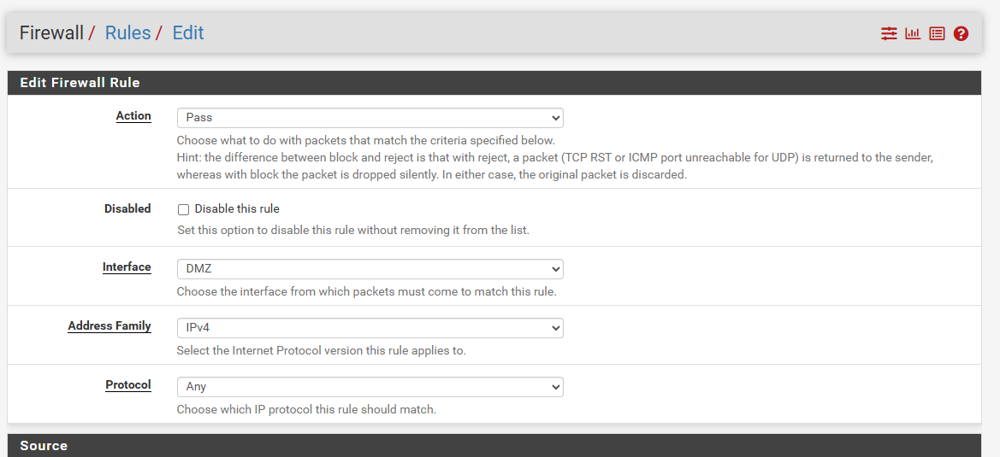 Firewall / Rules / Edit
Edit Firewall Rule
Action
Pass
Choose what to do with packets that match the criteria specified below.
Hint: the difference between block and reject is that with reject, a packet (TCP RST or ICMP port unreachable for UDP) is returned to the sender,
whereas with block the packet is dropped silently. In either case, the original packet is discarded.
Disabled
Disable this rule
Set this option to disable this rule without removing it from the list.
Interface
DMZ
Choose the interface from which packets must come to match this rule.
Address Family
IPv4
Select the Internet Protocol version this rule applies to.
Protocol
Any
Choose which IP protocol this rule should match.
Source